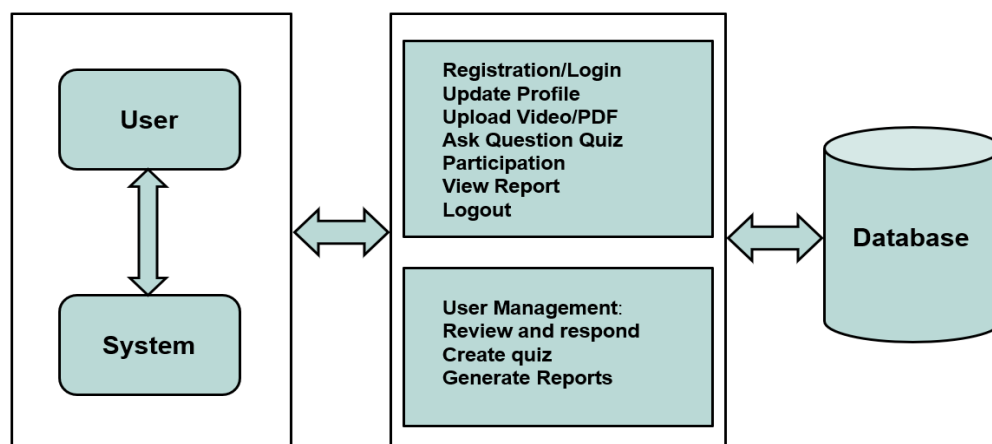 User
System
Registration/Login
Update Profile
Upload Video/PDF
Ask Question Quiz
Participation
View Report
Logout
User Management:
Review and respond
Create quiz
Generate Reports
Database